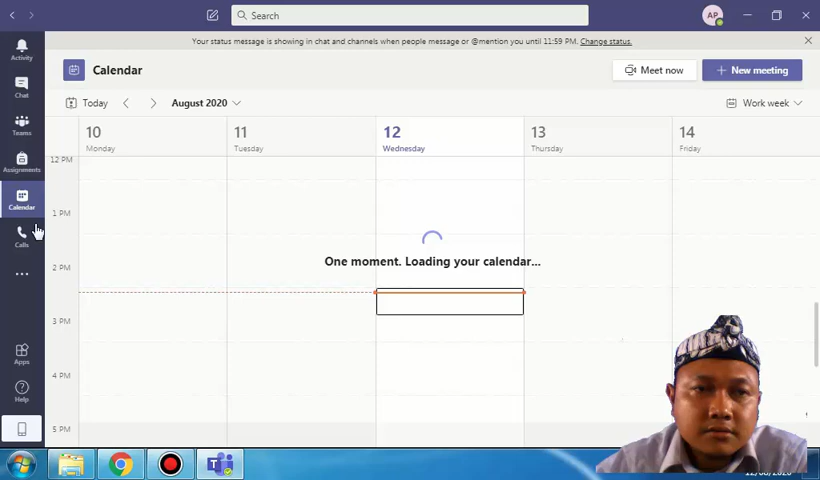 Search
AP
Your status message is showing in chat and channels when people message or @mention you until 11:59 PM. Change status.
Activity
Chat
Teams
Assignments
Calendar
Calls
Apps
Help
Calendar
Meet now
New meeting
Today
August 2020
Work week
10
Monday
11
Tuesday
12
Wednesday
13
Thursday
14
Friday
12 PM
1 PM
2 PM
3 PM
4 PM
5 PM
One moment. Loading your calendar...